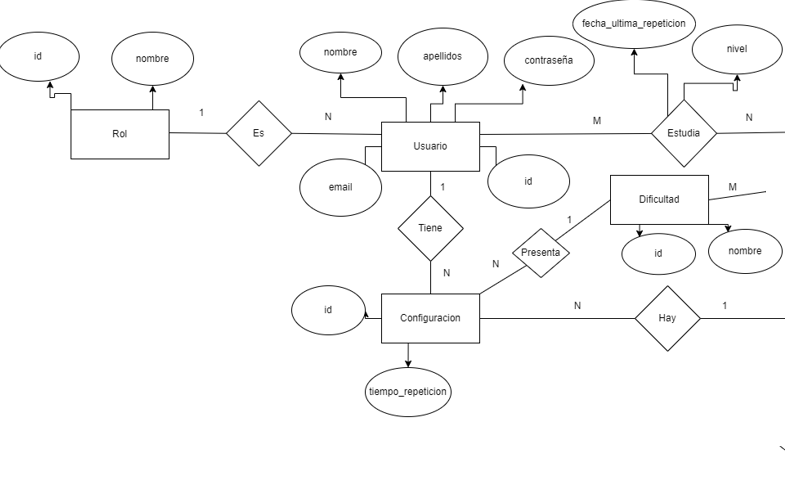 fecha_ultima_repeticion
id
nombre
nombre
apellidos
contraseña
nivel
Rol
1
Es
N
Usuario
M
Estudia
N
email
id
1
Tiene
Dificultad
M
1
Presenta
id
nombre
N
N
id
Configuracion
N
Hay
1
tiempo_repeticion